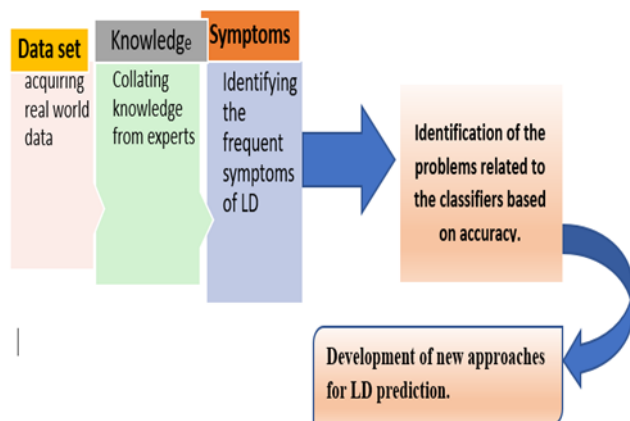 Data set
acquiring
real world
data
Knowledge
Collating
knowledge
from experts
Symptoms
Identifying
the
frequent
symptoms
of LD
Identification of the
problems related to
the classifiers based
on accuracy.
Development of new approaches
for LD prediction.